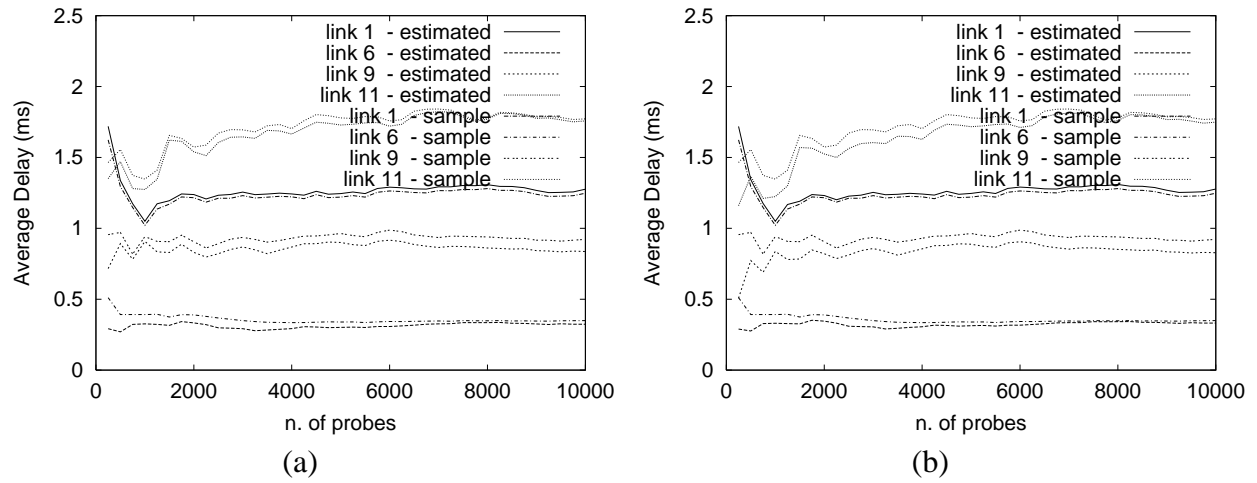 2.5
2
1.5
1
0.5
0
Average Delay (ms)
link 1 - estimated
link 6 - estimated
link 9 - estimated
link 11 - estimated
link 1 - sample
link 6 - sample
link 9 - sample
link 11 - sample
0 2000 4000 6000 8000 10000
n. of probes
(a)
2.5
2
1.5
1
0.5
0
Average Delay (ms)
link 1 - estimated
link 6 - estimated
link 9 - estimated
link 11 - estimated
link 1 - sample
link 6 - sample
link 9 - sample
link 11 - sample
0 2000 4000 6000 8000 10000
n. of probes
(b)